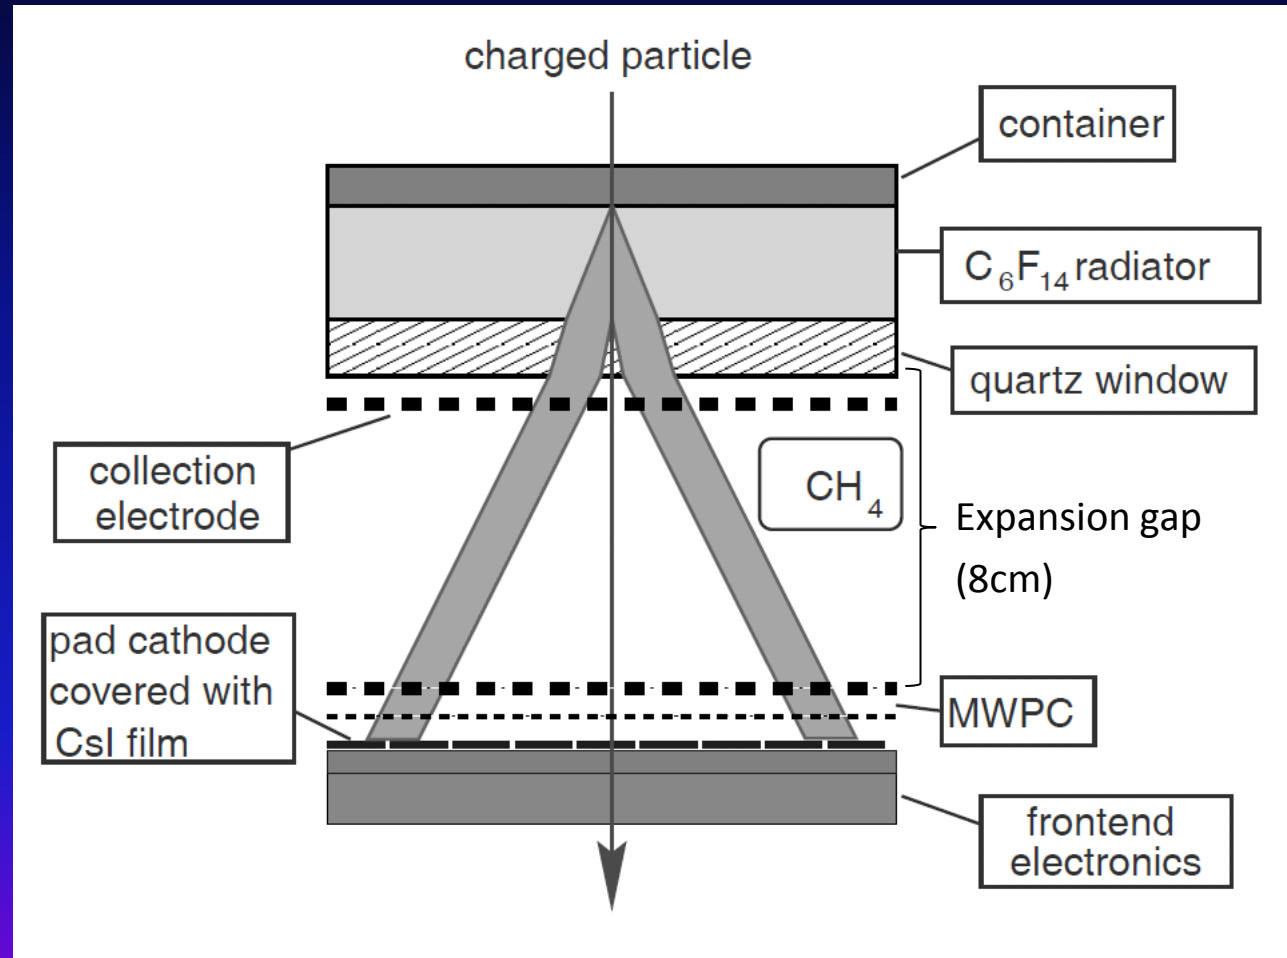 charged particle
container
C6F14 radiator
quartz window
collection
electrode
CH4
Expansion gap
(8cm)
pad cathode
covered with
CsI film
MWPC
frontend
electronics